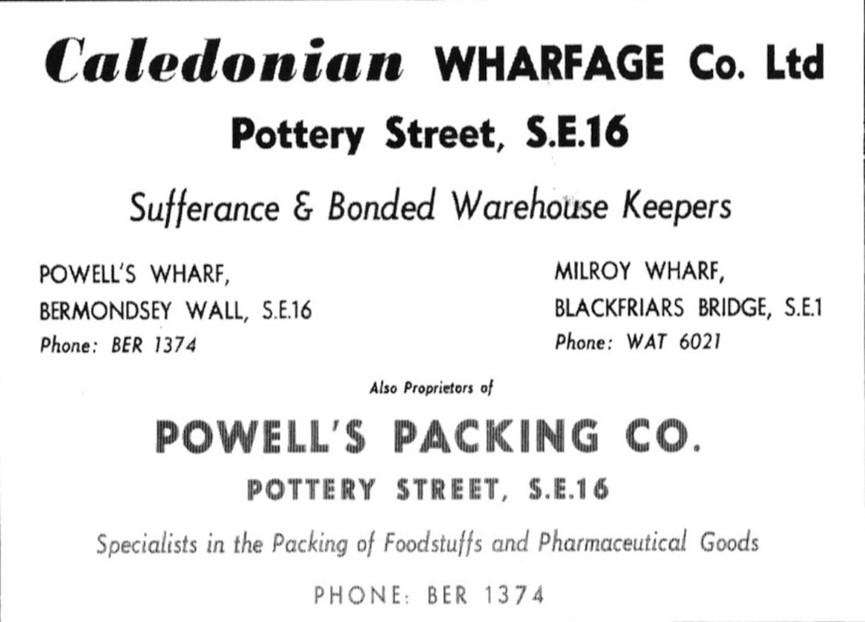 Caledonian WHARFAGE Co. Ltd
Pottery Street, S.E.16
Sufferance & Bonded Warehouse Keepers
POWELL'S WHARF,
BERMONDSEY WALL, S.E.16
Phone: BER 1374
MILROY WHARF,
BLACKFRIARS BRIDGE, S.E.1
Phone: WAT 6021
Also Proprietors of
POWELL'S PACKING CO.
POTTERY STREET, S.E.16
Specialists in the Packing of Foodstuffs and Pharmaceutical Goods
PHONE: BER 1374